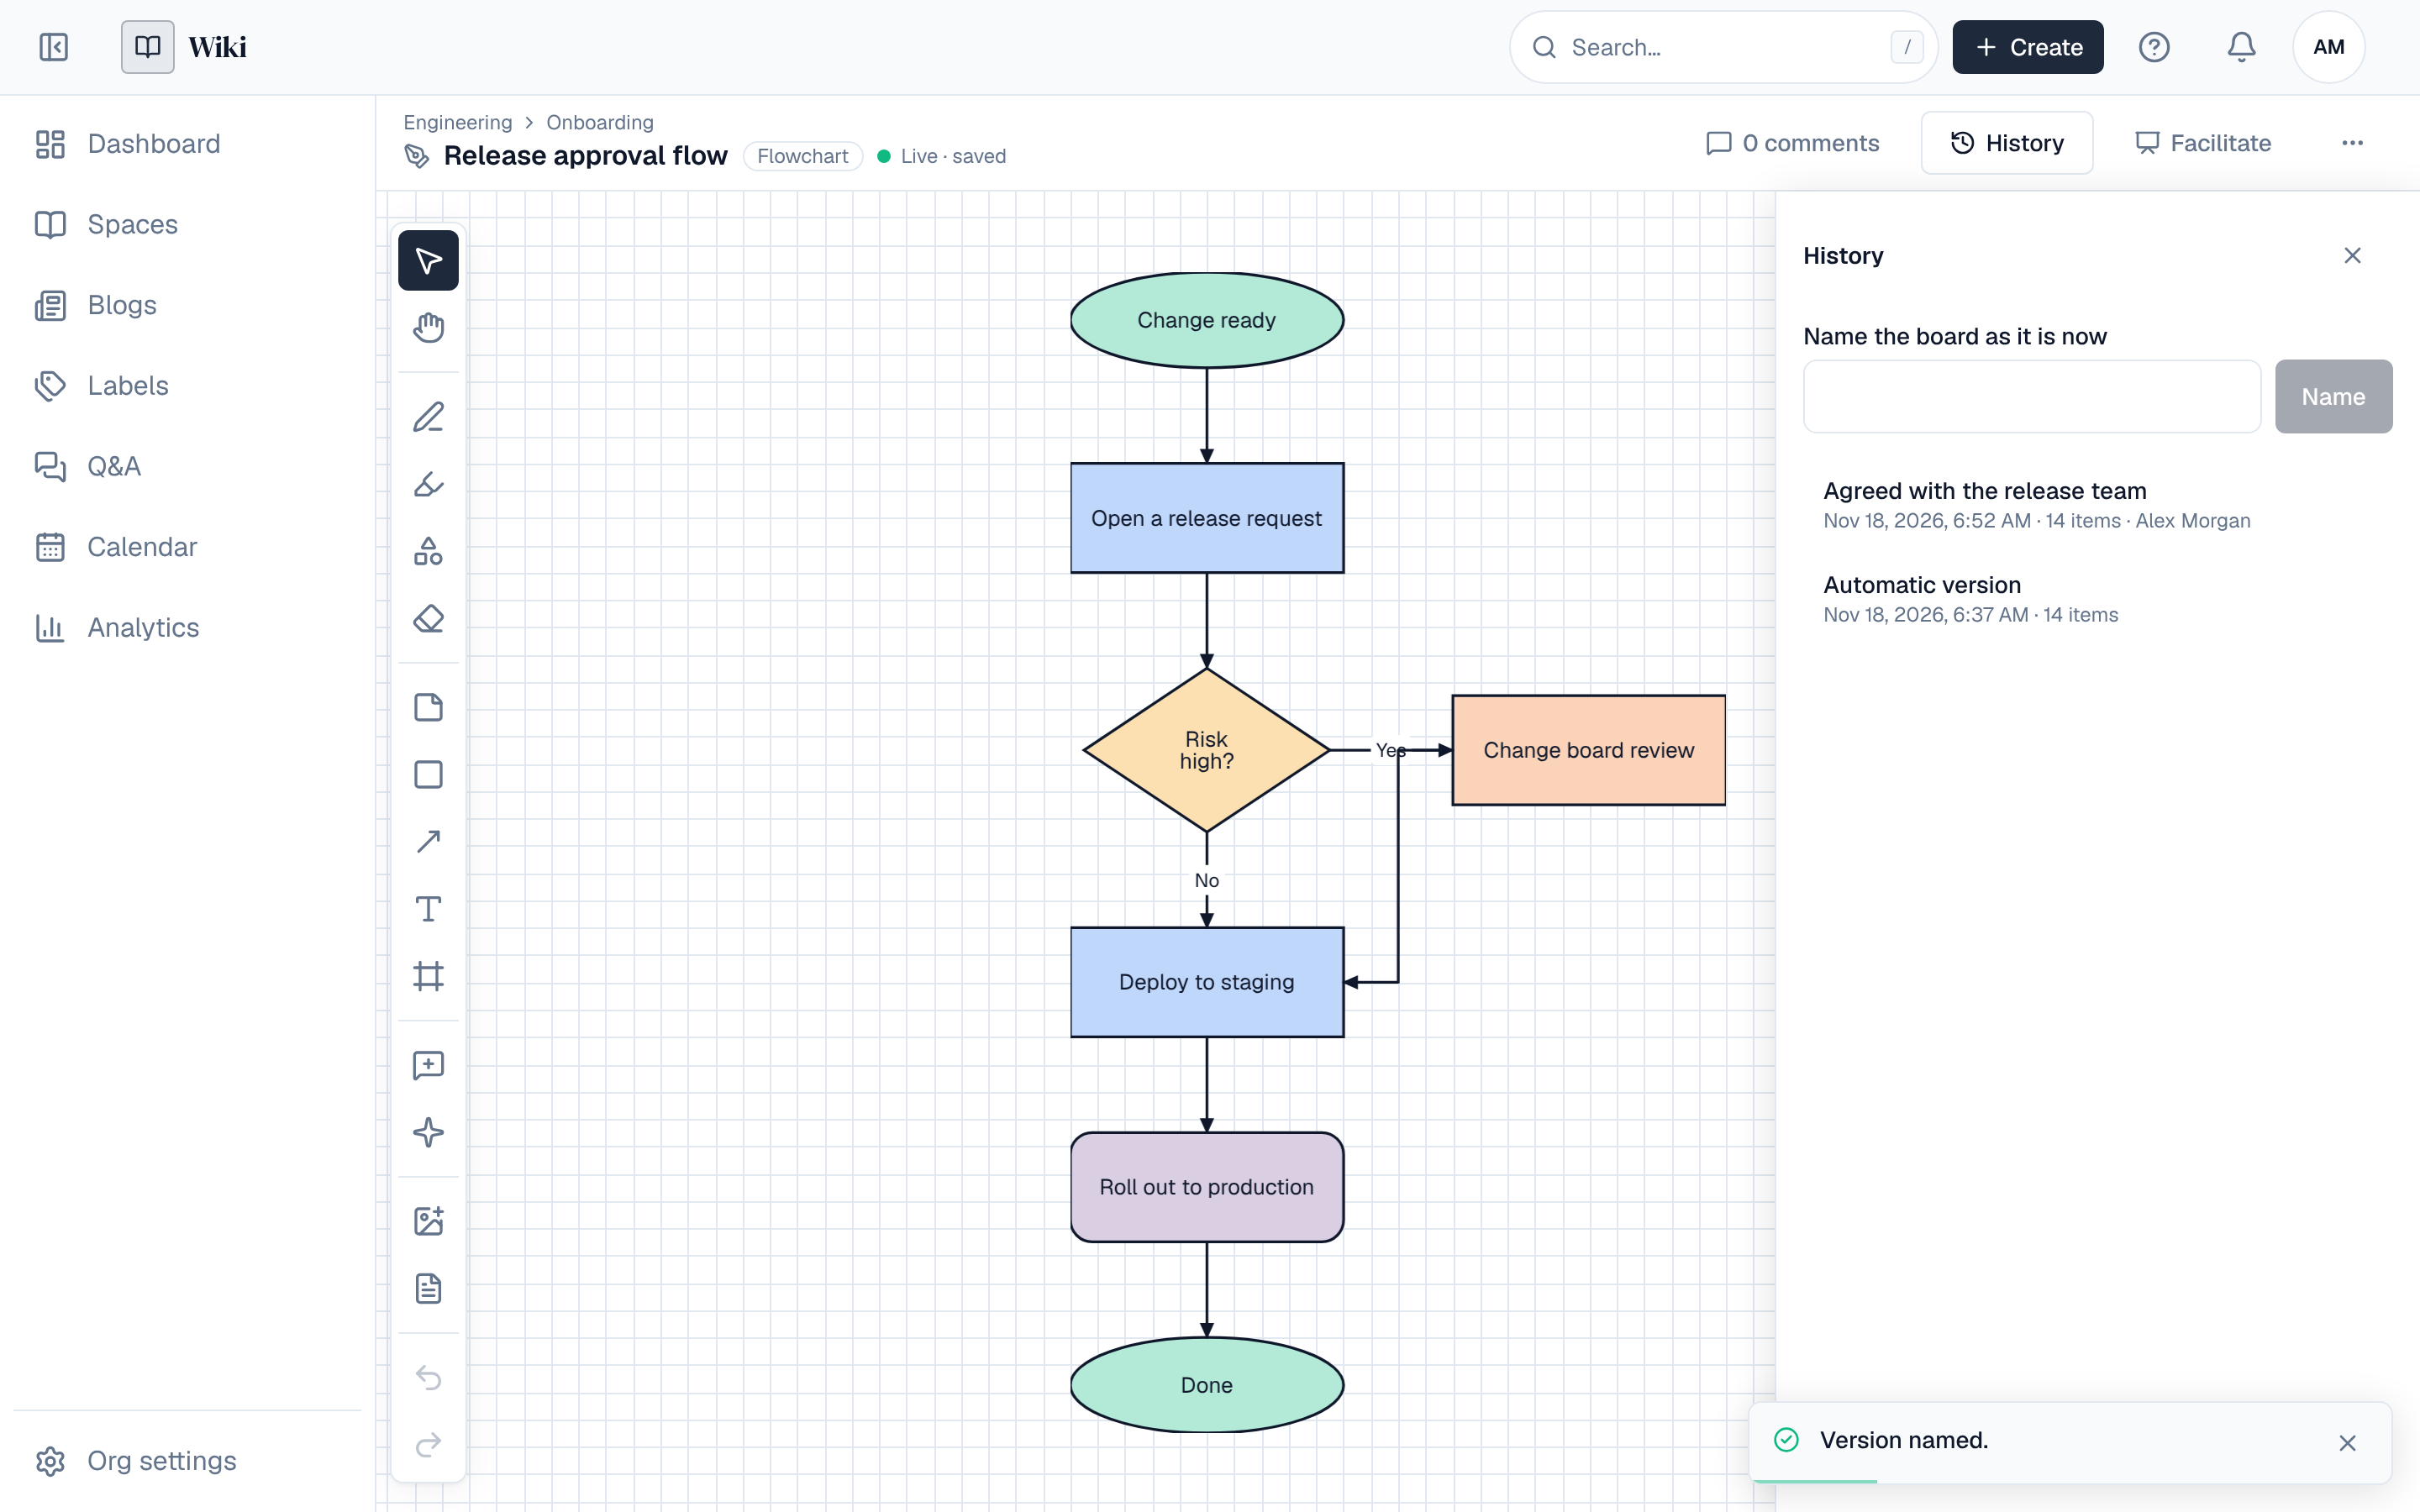 Wiki
Search...
/
Create
AM
Dashboard
Spaces
Blogs
Labels
Q&A
Calendar
Analytics
Org settings
Engineering > Onboarding
Release approval flow
Flowchart
Live · saved
0 comments
History
Facilitate
Change ready
Open a release request
Risk
high?
Yes
Change board review
No
Deploy to staging
Roll out to production
Done
History
Name the board as it is now
Name
Agreed with the release team
Nov 18, 2026, 6:52 AM · 14 items · Alex Morgan
Automatic version
Nov 18, 2026, 6:37 AM · 14 items
Version named.